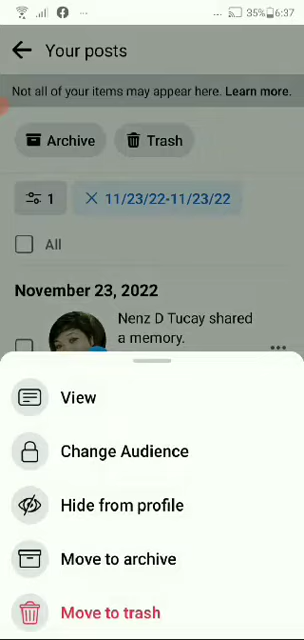 35% 6:37
Your posts
Not all of your items may appear here. Learn more.
Archive
Trash
1
11/23/22-11/23/22
All
November 23, 2022
Nenz D Tucay shared
a memory.
View
Change Audience
Hide from profile
Move to archive
Move to trash